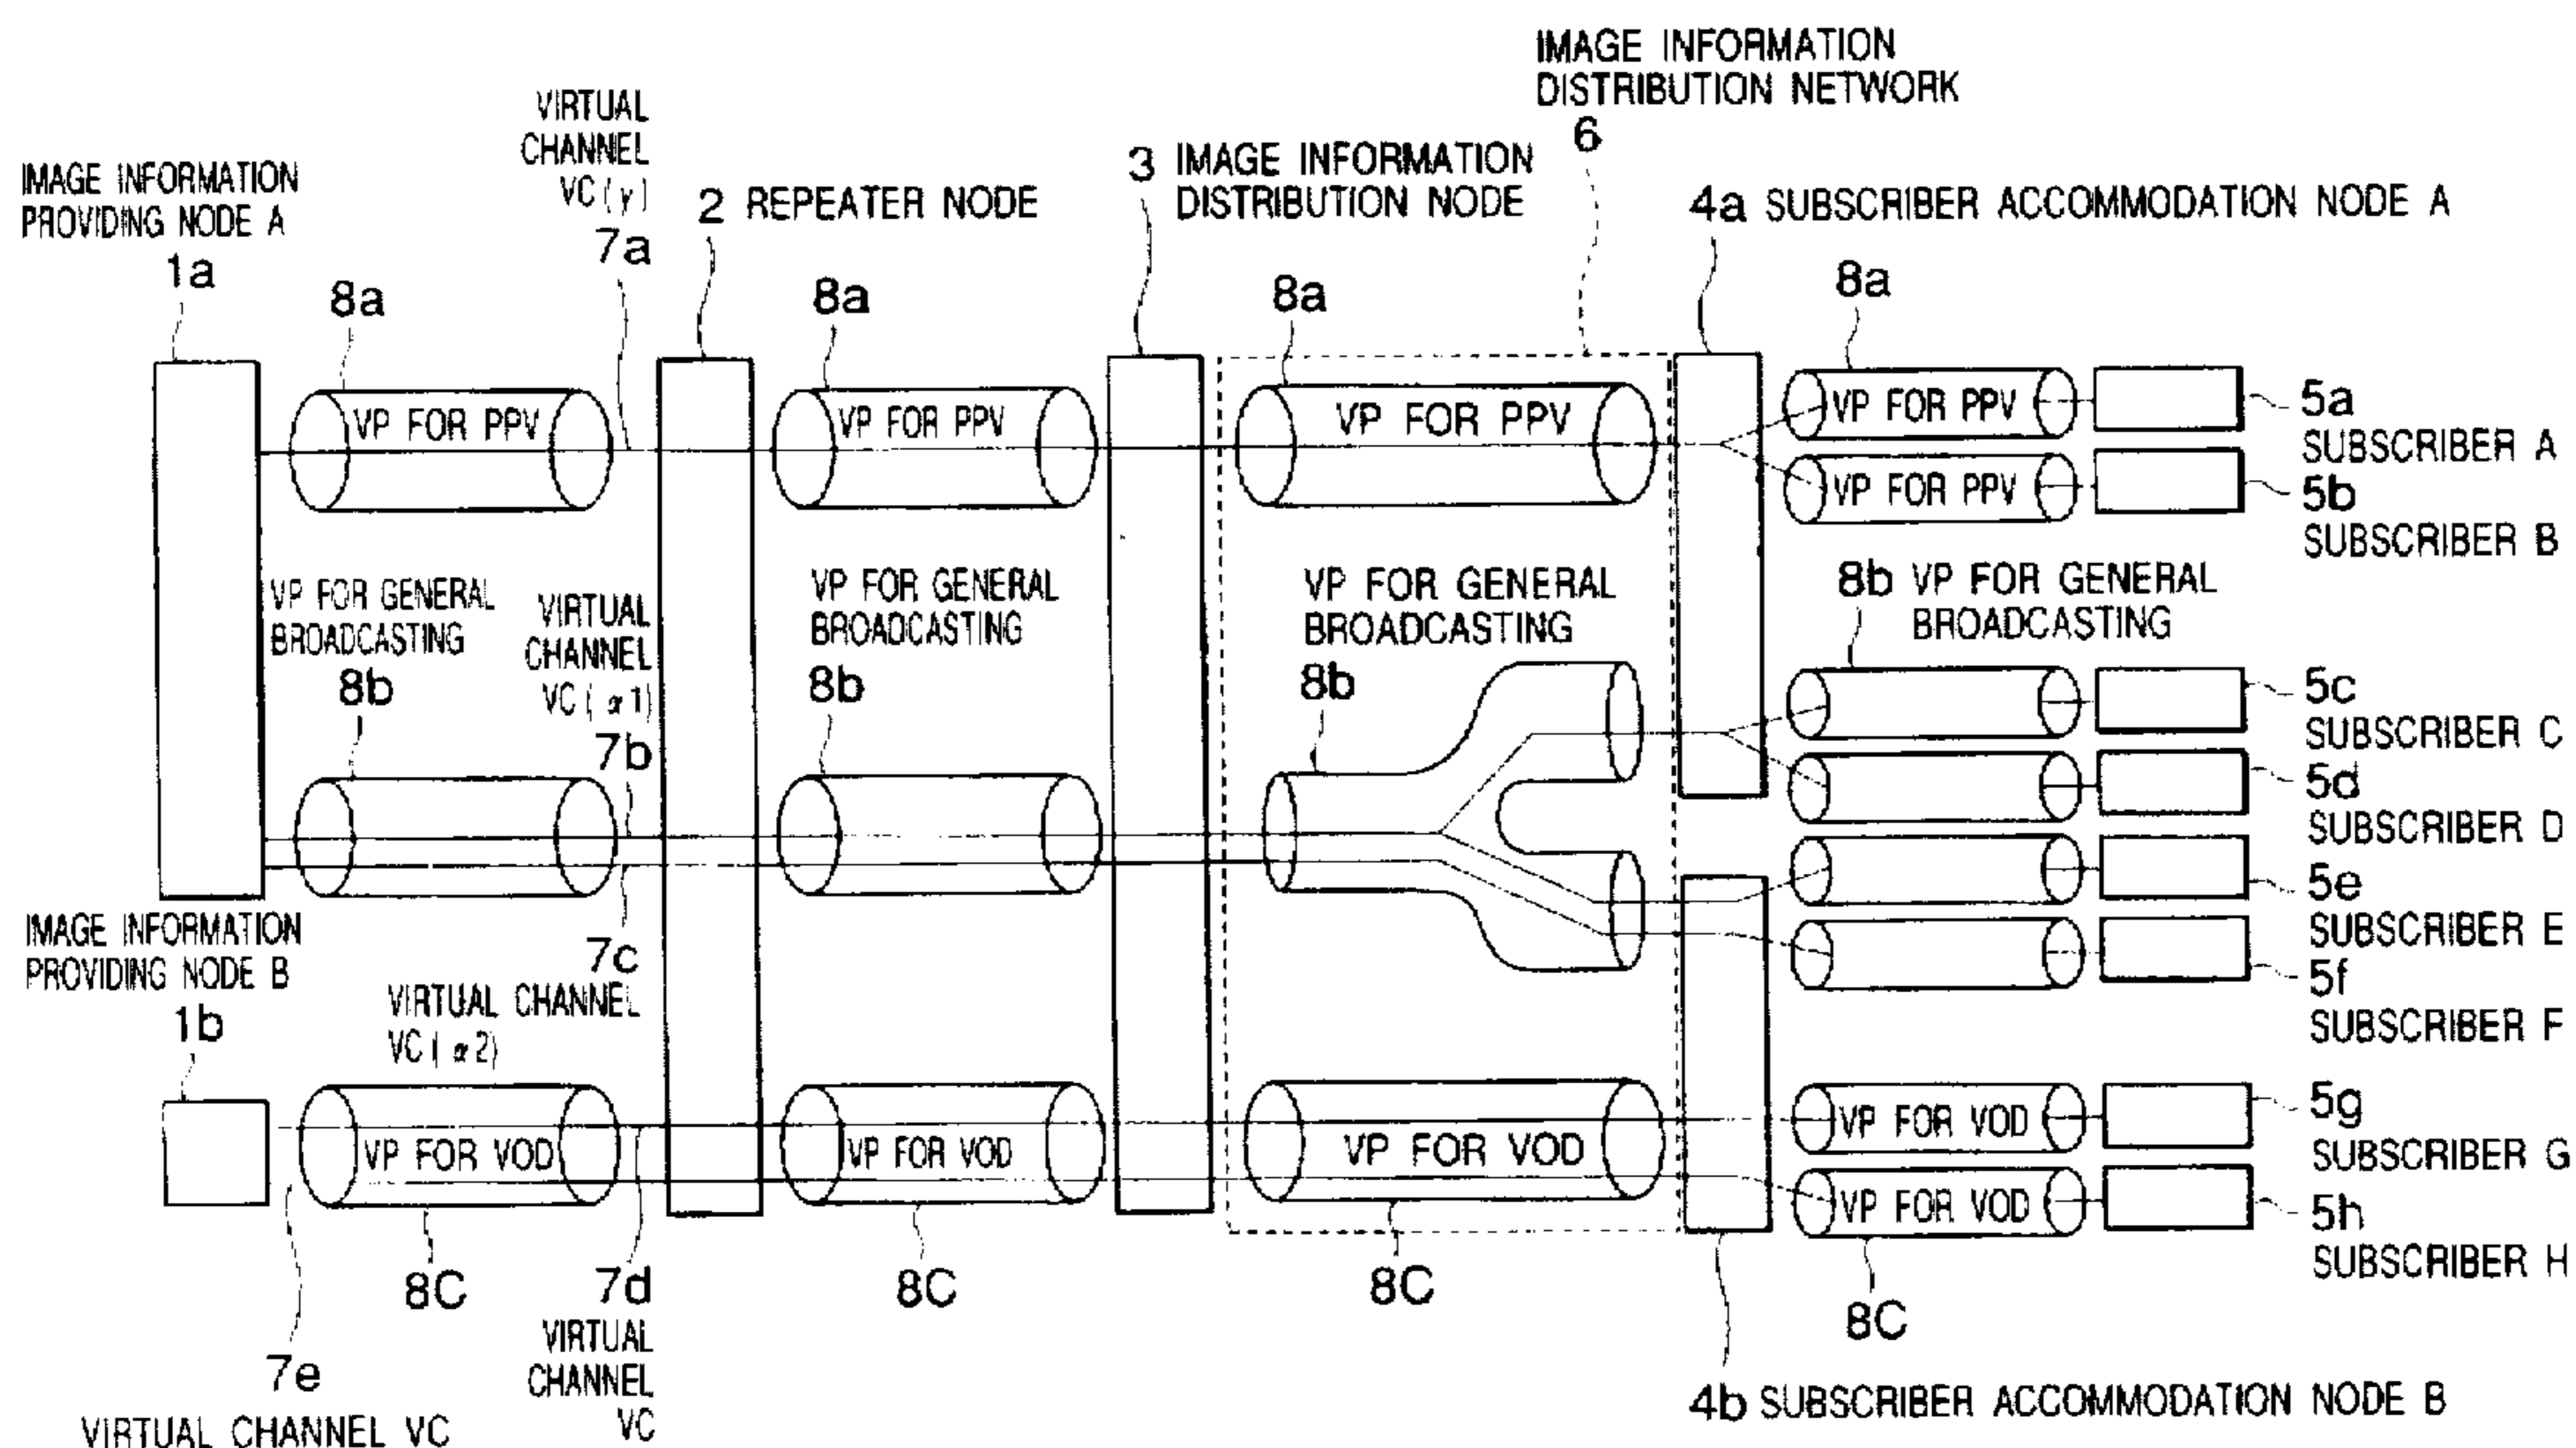 IMAGE INFORMATION
DISTRIBUTION NETWORK
6
VIRTUAL
CHANNEL
VC(γ)
7a
IMAGE INFORMATION
PROVIDING NODE A
1a
2 REPEATER NODE
3 IMAGE INFORMATION
DISTRIBUTION NODE
4a SUBSCRIBER ACCOMMODATION NODE A
8a
8a
8a
8a
VP FOR PPV
VP FOR PPV
VP FOR PPV
VP FOR PPV
5a
SUBSCRIBER A
VP FOR PPV
5b
SUBSCRIBER B
VP FOR GENERAL
BROADCASTING
8b
VIRTUAL
CHANNEL
VC(α1)
7b
VP FOR GENERAL
BROADCASTING
8b
VP FOR GENERAL
BROADCASTING
8b
8b VP FOR GENERAL
BROADCASTING
5c
SUBSCRIBER C
5d
SUBSCRIBER D
5e
SUBSCRIBER E
5f
SUBSCRIBER F
IMAGE INFORMATION
PROVIDING NODE B
1b
7c
VIRTUAL CHANNEL
VC(α2)
VP FOR VOD
VP FOR VOD
VP FOR VOD
VP FOR VOD
5g
SUBSCRIBER G
VP FOR VOD
5h
SUBSCRIBER H
8C
8C
8C
8C
7d
VIRTUAL
CHANNEL
VC
7e
VIRTUAL CHANNEL VC
4b SUBSCRIBER ACCOMMODATION NODE B